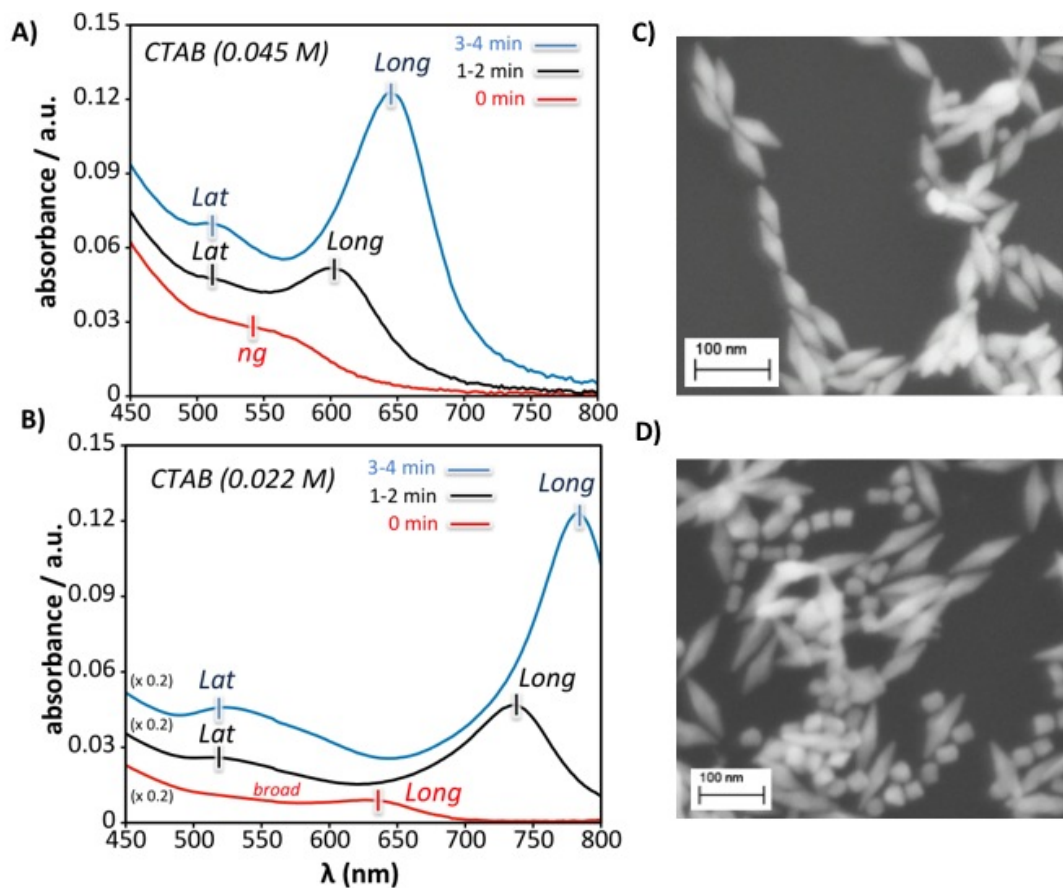 A)
CTAB (0.045 M)
3-4 min
1-2 min
0 min
Long
Lat
Long
Lat
ng
absorbance / a.u.
0.15
0.12
0.09
0.06
0.03
0
450 500 550 600 650 700 750 800
B)
CTAB (0.022 M)
3-4 min
1-2 min
0 min
Long
Long
(x 0.2)
Lat
(x 0.2)
Lat
(x 0.2)
broad
Long
absorbance / a.u.
0.15
0.12
0.09
0.06
0.03
0
450 500 550 600 650 700 750 800
λ (nm)
C)
100 nm
D)
100 nm